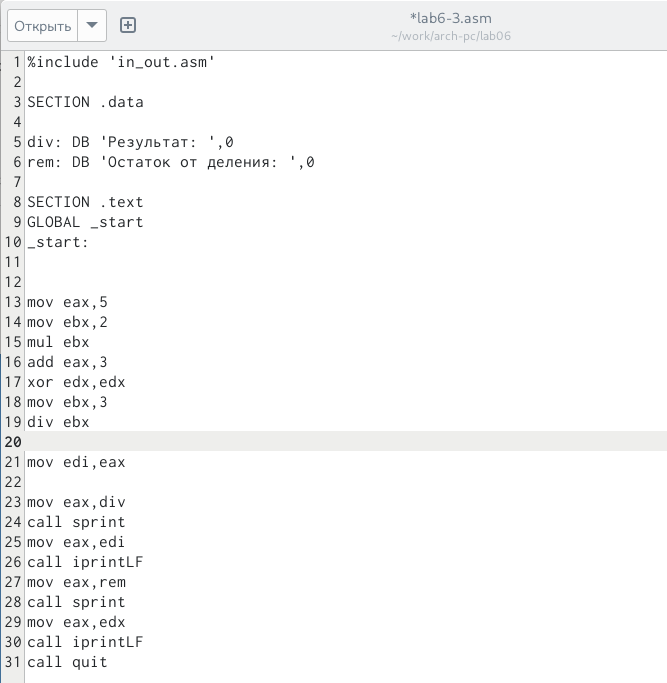 Открыть
*lab6-3.asm
~/work/arch-pc/lab06
1 %include 'in_out.asm'
2
3 SECTION .data
4
5 div: DB 'Результат: ',0
6 rem: DB 'Остаток от деления: ',0
7
8 SECTION .text
9 GLOBAL _start
10 _start:
11
12
13 mov eax,5
14 mov ebx,2
15 mul ebx
16 add eax,3
17 xor edx,edx
18 mov ebx,3
19 div ebx
20
21 mov edi,eax
22
23 mov eax,div
24 call sprint
25 mov eax,edi
26 call iprintLF
27 mov eax,rem
28 call sprint
29 mov eax,edx
30 call iprintLF
31 call quit